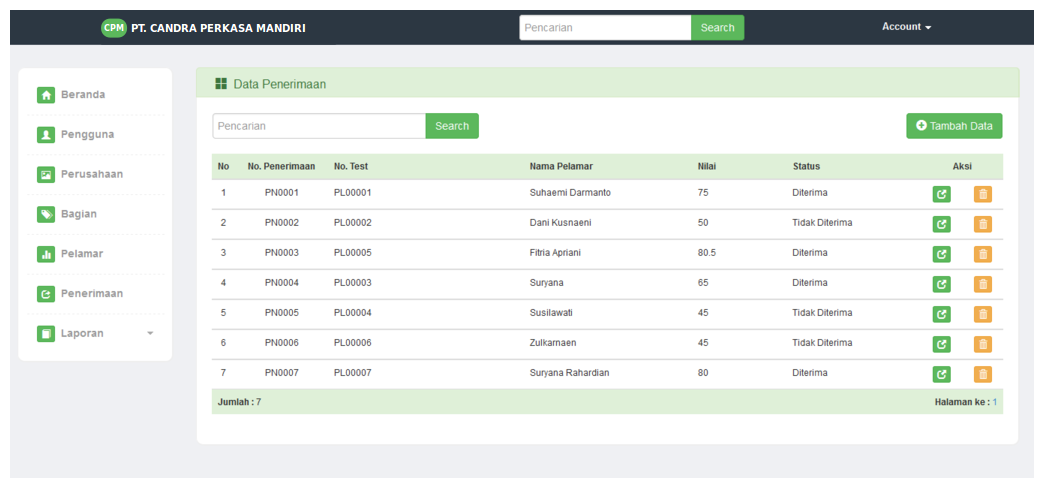 CPM PT. CANDRA PERKASA MANDIRI Pencarian Search Account
Beranda
Pengguna
Perusahaan
Bagian
Pelamar
Penerimaan
Laporan
Data Penerimaan
Pencarian Search Tambah Data
No No. Penerimaan No. Test Nama Pelamar Nilai Status Aksi
1 PN0001 PL00001 Suhaemi Darmanto 75 Diterima
2 PN0002 PL00002 Dani Kusnaeni 50 Tidak Diterima
3 PN0003 PL00005 Fitria Apriani 80.5 Diterima
4 PN0004 PL00003 Suryana 65 Diterima
5 PN0005 PL00004 Susilawati 45 Tidak Diterima
6 PN0006 PL00006 Zulkarnaen 45 Tidak Diterima
7 PN0007 PL00007 Suryana Rahardian 80 Diterima
Jumlah : 7 Halaman ke : 1